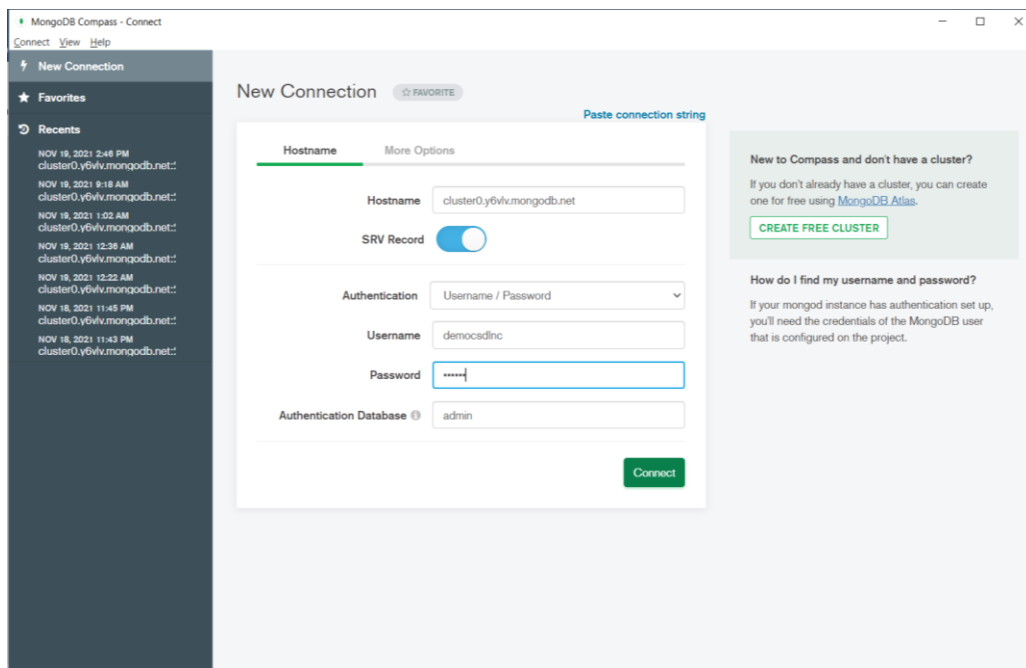 MongoDB Compass - Connect
Connect View Help
New Connection
Favorites
Recents
NOV 19, 2021 2:46 PM
cluster0.y6vlv.mongodb.net:2
NOV 19, 2021 9:18 AM
cluster0.y6vlv.mongodb.net:2
NOV 19, 2021 1:02 AM
cluster0.y6vlv.mongodb.net:2
NOV 19, 2021 12:36 AM
cluster0.y6vlv.mongodb.net:2
NOV 19, 2021 12:22 AM
cluster0.y6vlv.mongodb.net:2
NOV 18, 2021 11:45 PM
cluster0.y6vlv.mongodb.net:2
NOV 18, 2021 11:43 PM
cluster0.y6vlv.mongodb.net:2
New Connection FAVORITE
Paste connection string
Hostname More Options
Hostname cluster0.y6vlv.mongodb.net
SRV Record
Authentication Username / Password
Username democsdlnc
Password ••••••
Authentication Database admin
Connect
New to Compass and don't have a cluster?
If you don't already have a cluster, you can create
one for free using MongoDB Atlas.
CREATE FREE CLUSTER
How do I find my username and password?
If your mongod instance has authentication set up,
you'll need the credentials of the MongoDB user
that is configured on the project.